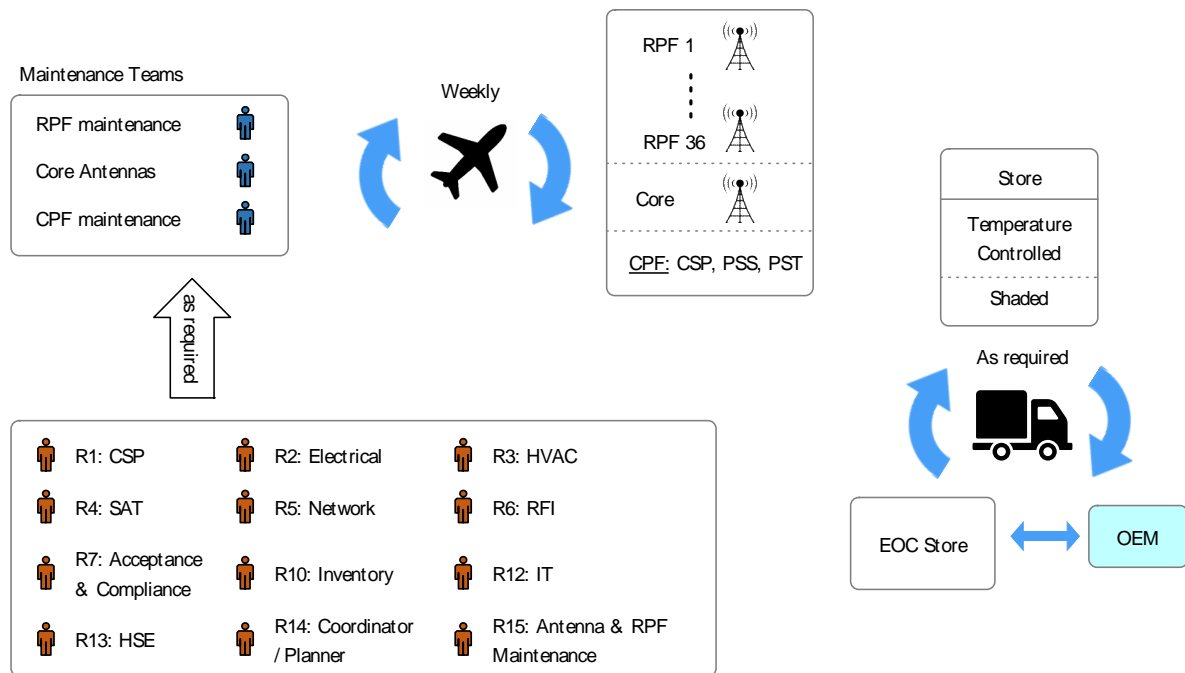 Maintenance Teams
RPF maintenance
Core Antennas
CPF maintenance
Weekly
RPF 1
RPF 36
Core
CPF: CSP, PSS, PST
Store
Temperature
Controlled
Shaded
as required
As required
R1: CSP
R2: Electrical
R3: HVAC
R4: SAT
R5: Network
R6: RFI
R7: Acceptance
& Compliance
R10: Inventory
R12: IT
R13: HSE
R14: Coordinator
/ Planner
R15: Antenna & RPF
Maintenance
EOC Store
OEM